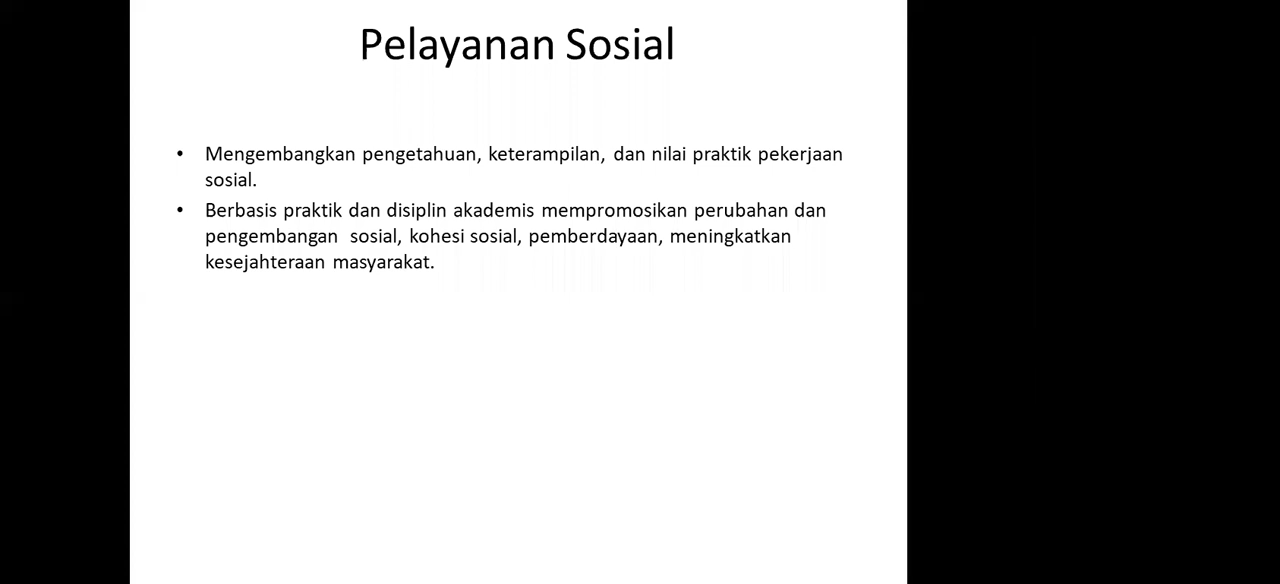 Pelayanan Sosial
• Mengembangkan pengetahuan, keterampilan, dan nilai praktik pekerjaan
sosial.
• Berbasis praktik dan disiplin akademis mempromosikan perubahan dan
pengembangan  sosial, kohesi sosial, pemberdayaan, meningkatkan
kesejahteraan masyarakat.